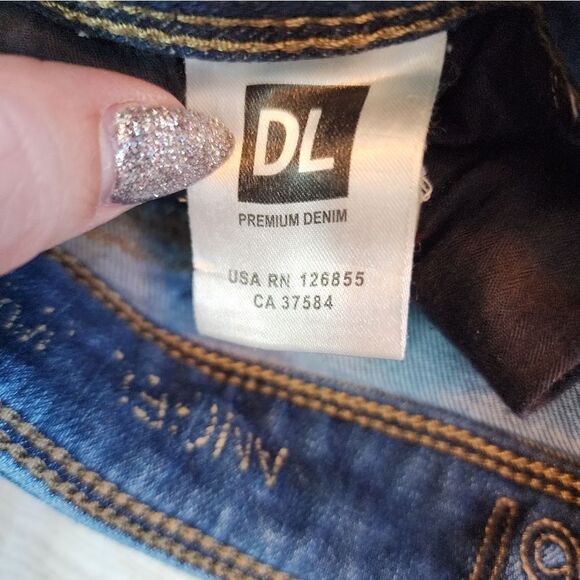 DL
PREMIUM DENIM
USA RN 126855
CA 37584